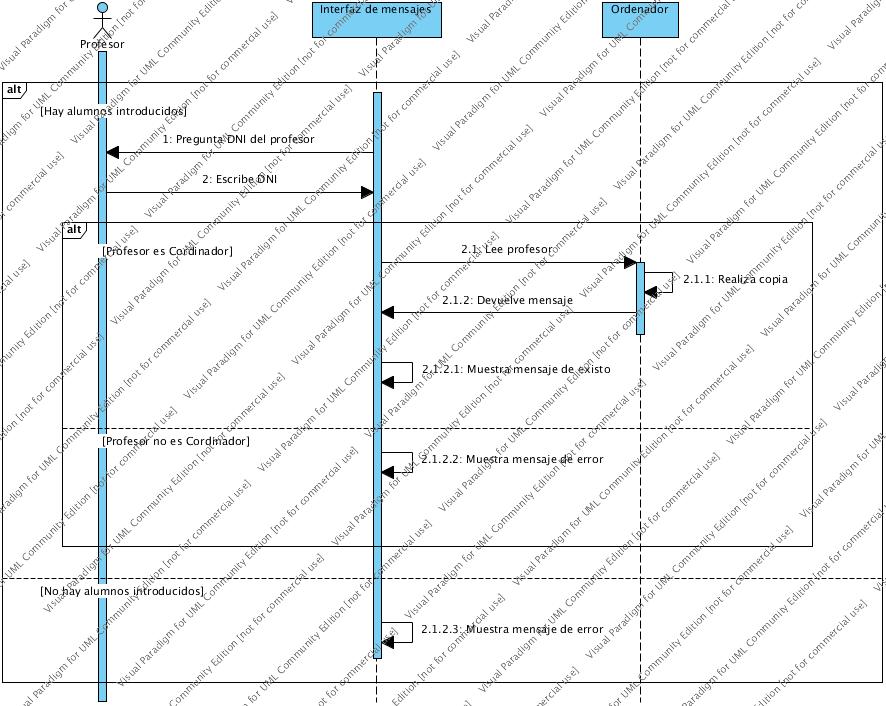 Interfaz de mensajes
Ordenador
Profesor
alt
[Hay alumnos introducidos]
1: Pregunta DNI del profesor
2: Escribe DNI
alt
[Profesor es Cordinador]
2.1: Lee profesor
2.1.1: Realiza copia
2.1.2: Devuelve mensaje
2.1.2.1: Muestra mensaje de existo
[Profesor no es Cordinador]
2.1.2.2: Muestra mensaje de error
[No hay alumnos introducidos]
2.1.2.3: Muestra mensaje de error
Visual Paradigm for UML Community Edition [not for commercial use]